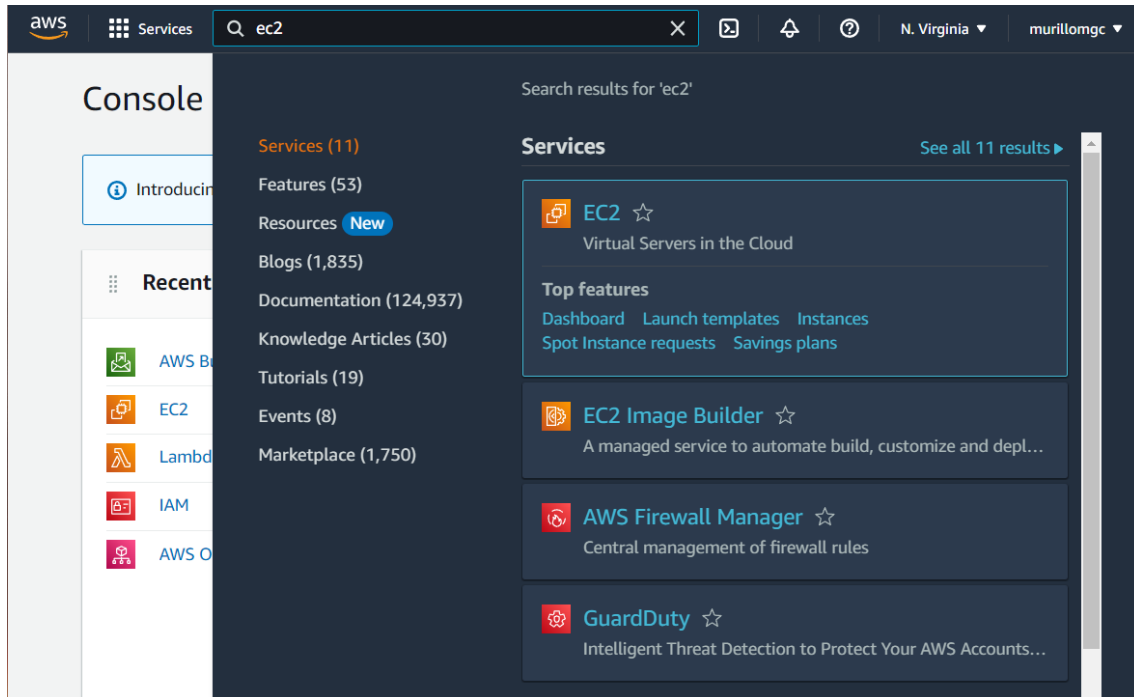 aws
Services
ec2
N. Virginia
murillomgc
Console
Introducin
Recent
AWS Bu
EC2
Lambd
IAM
AWS O
Search results for 'ec2'
Services (11)
Features (53)
Resources New
Blogs (1,835)
Documentation (124,937)
Knowledge Articles (30)
Tutorials (19)
Events (8)
Marketplace (1,750)
Services
See all 11 results
EC2
Virtual Servers in the Cloud
Top features
Dashboard Launch templates Instances
Spot Instance requests Savings plans
EC2 Image Builder
A managed service to automate build, customize and depl...
AWS Firewall Manager
Central management of firewall rules
GuardDuty
Intelligent Threat Detection to Protect Your AWS Accounts...